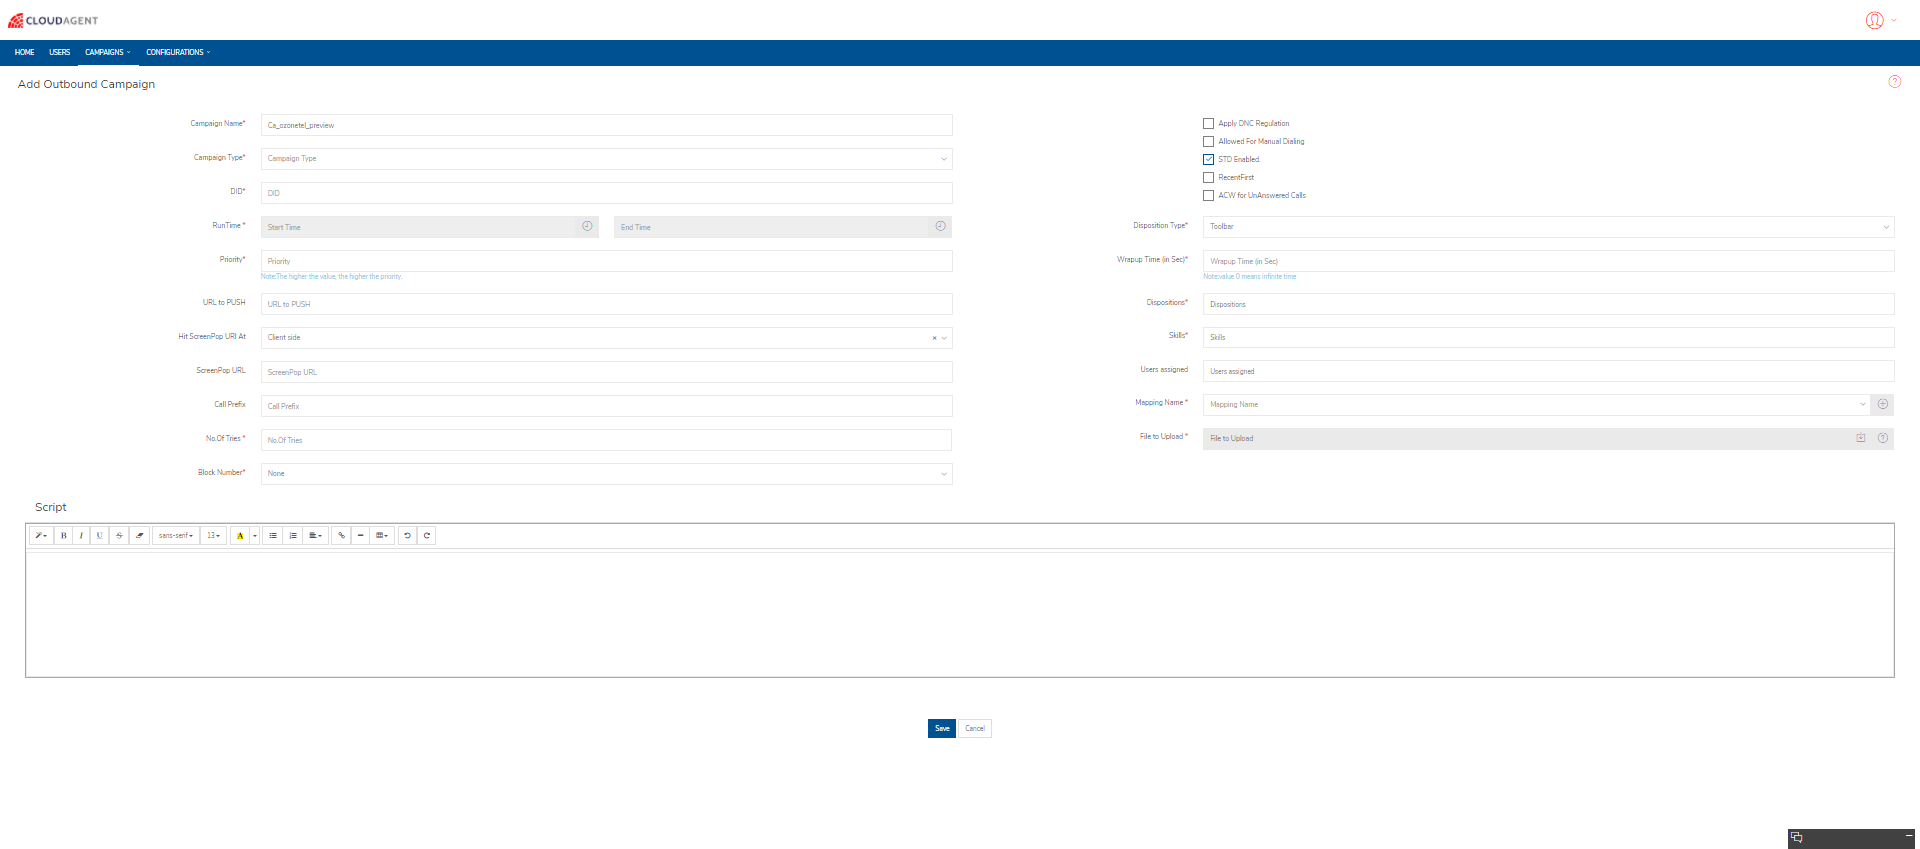 CLOUDAGENT
HOME USERS CAMPAIGNS CONFIGURATIONS
Add Outbound Campaign
Campaign Name* Ca_ozonetel_preview
Campaign Type* Campaign Type
DID* DID
RunTime * Start Time End Time
Priority* Priority
Note:The higher the value, the higher the priority.
URL to PUSH URL to PUSH
Hit ScreenPop URl At Client side
ScreenPop URL ScreenPop URL
Call Prefix Call Prefix
No.Of Tries * No.Of Tries
Block Number* None
Apply DNC Regulation
Allowed For Manual Dialing
STD Enabled.
RecentFirst
ACW for UnAnswered Calls
Disposition Type* Toolbar
Wrapup Time (in Sec)* Wrapup Time (in Sec)
Note:value 0 means infinite time
Dispositions* Dispositions
Skills* Skills
Users assigned Users assigned
Mapping Name * Mapping Name
File to Upload * File to Upload
Script
B I U S sans-serif 13 A
Save Cancel